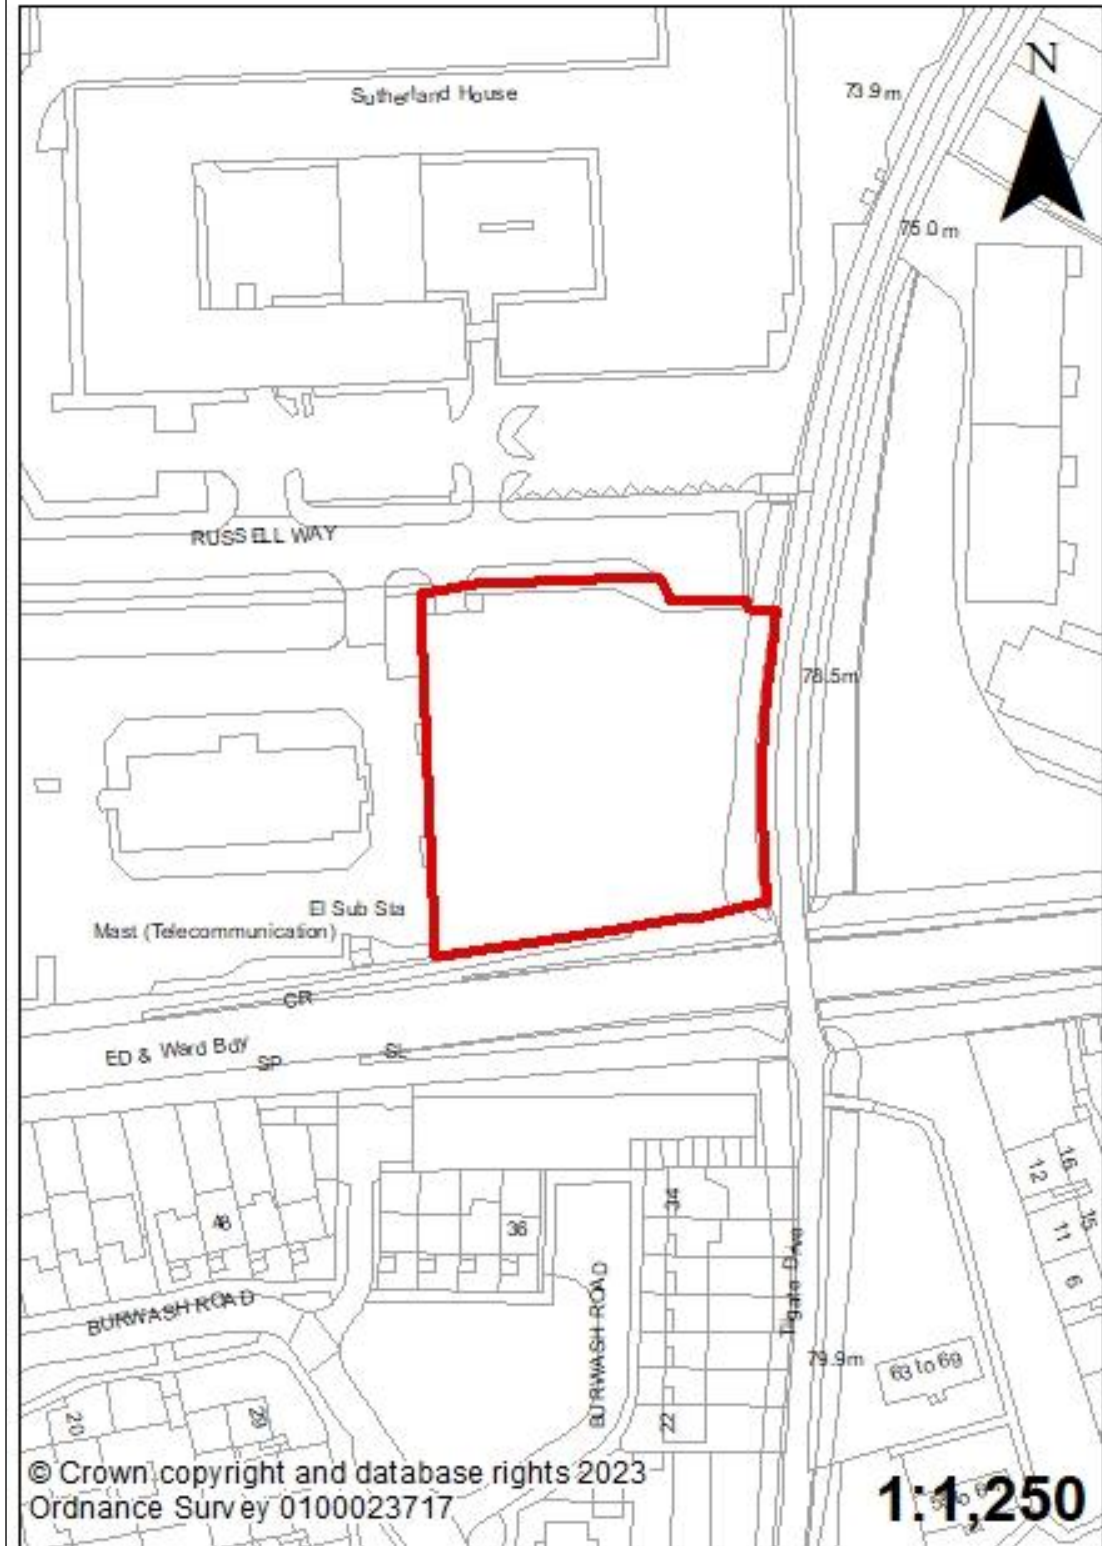 N
Sutherland House
73.9m
75.0m
RUSSELL WAY
78.5m
El Sub Sta
Mast (Telecommunication)
CR
ED & Ward Bdy
SP
SL
48
36
34
12
16
15
11
6
BURWASH ROAD
BURWASH ROAD
Tilgate Drive
79.9m
63 to 69
22
20
29
© Crown copyright and database rights 2023
Ordnance Survey 0100023717
1:1,250